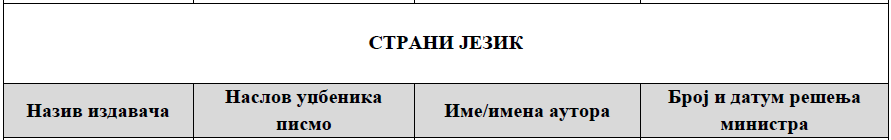 СТРАНИ ЈЕЗИК
Назив издавача
Наслов уџбеника
писмо
Име/имена аутора
Број и датум решења
министра